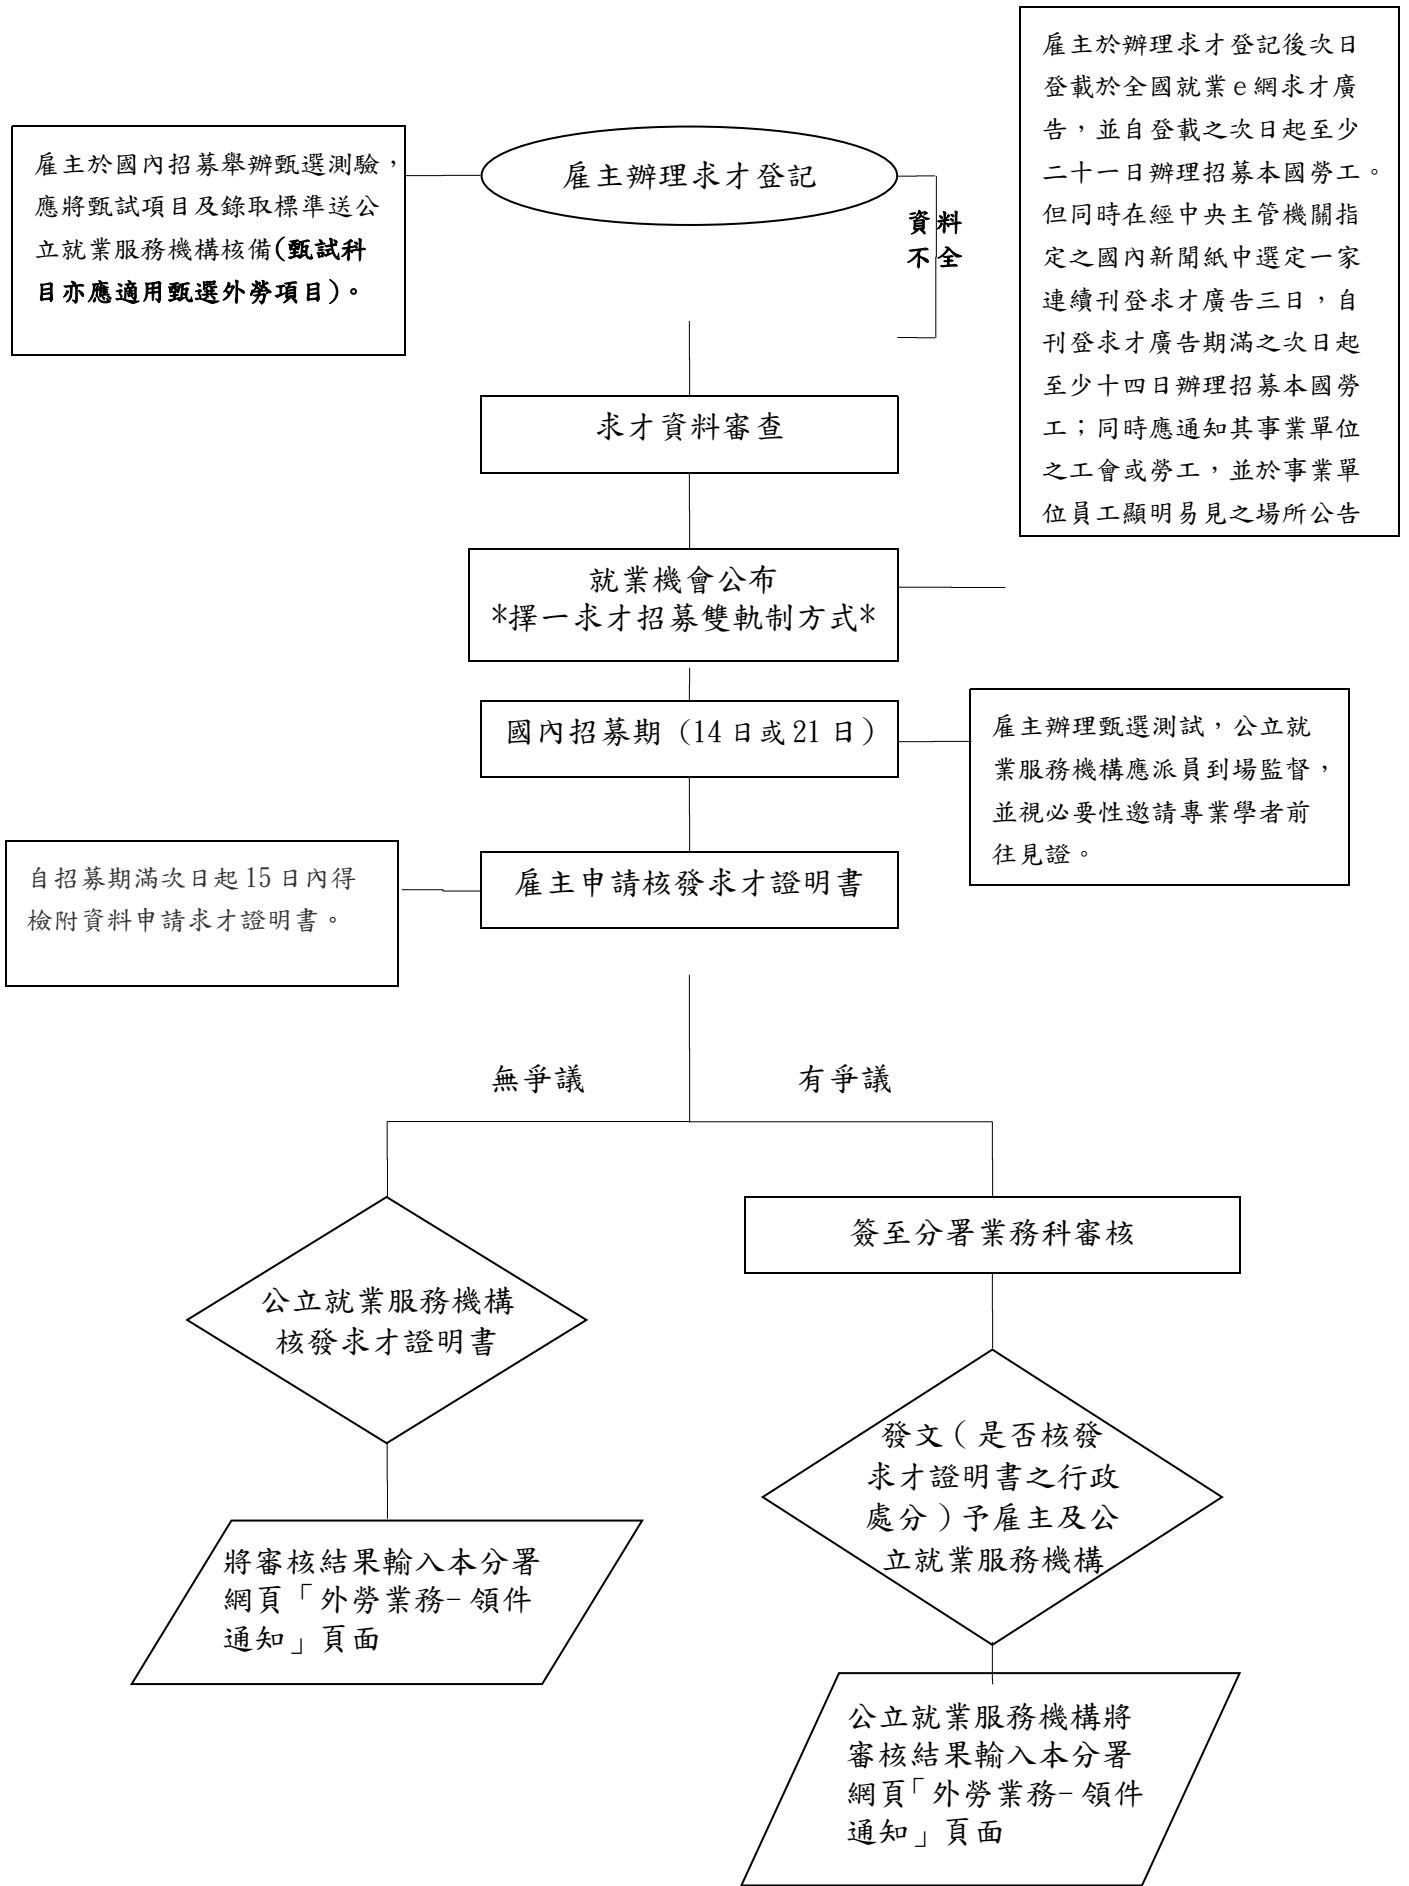 雇主於辦理求才登記後次日
登載於全國就業e網求才廣
告，並自登載之次日起至少
二十一日辦理招募本國勞工。
但同時在經中央主管機關指
定之國內新聞紙中選定一家
連續刊登求才廣告三日，自
刊登求才廣告期滿之次日起
至少十四日辦理招募本國勞
工；同時應通知其事業單位
之工會或勞工，並於事業單
位員工顯明易見之場所公告
雇主於國內招募舉辦甄選測驗，
應將甄試項目及錄取標準送公
立就業服務機構核備(甄試科
目亦應適用甄選外勞項目)。
雇主辦理求才登記
資料
不全
求才資料審查
就業機會公布
*擇一求才招募雙軌制方式*
國內招募期（14日或21日）
雇主辦理甄選測試，公立就
業服務機構應派員到場監督，
並視必要性邀請專業學者前
往見證。
自招募期滿次日起15日內得
檢附資料申請求才證明書。
雇主申請核發求才證明書
無爭議
有爭議
公立就業服務機構
核發求才證明書
簽至分署業務科審核
發文（是否核發
求才證明書之行政
處分）予雇主及公
立就業服務機構
將審核結果輸入本分署
網頁「外勞業務-領件
通知」頁面
公立就業服務機構將
審核結果輸入本分署
網頁「外勞業務-領件
通知」頁面